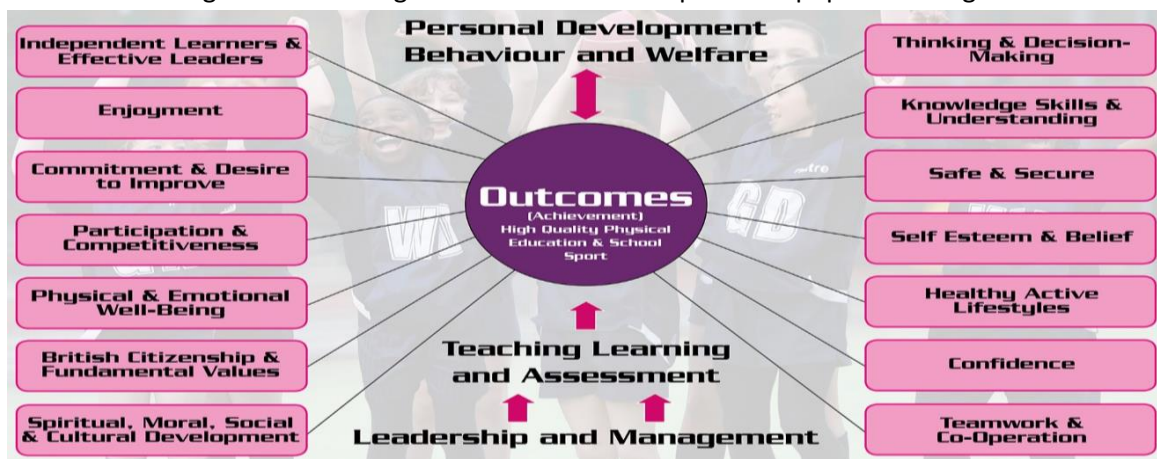 Personal Development
Behaviour and Welfare
Independent Learners &
Effective Leaders
Enjoyment
Commitment & Desire
to Improve
Participation &
Competitiveness
Physical & Emotional
Well-Being
British Citizenship &
Fundamental Values
Spiritual, Moral, Social
& Cultural Development
Outcomes
(Achievement)
High Quality Physical
Education & School
Sport
Teaching Learning
and Assessment
Leadership and Management
Thinking & Decision-
Making
Knowledge Skills &
Understanding
Safe & Secure
Self Esteem & Belief
Healthy Active
Lifestyles
Confidence
Teamwork &
Co-Operation
GD